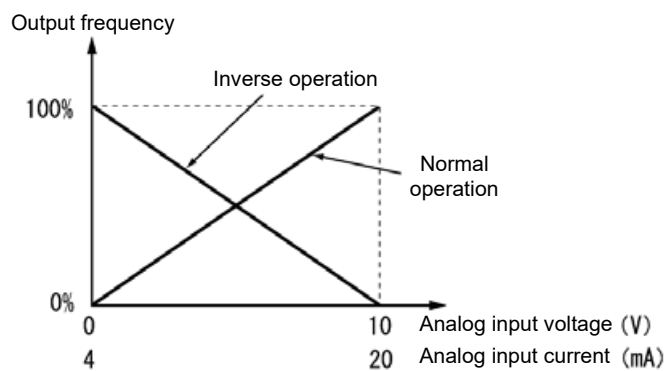 Output frequency
Inverse operation
100%
Normal
operation
0%
0 10 Analog input voltage (V)
4 20 Analog input current (mA)